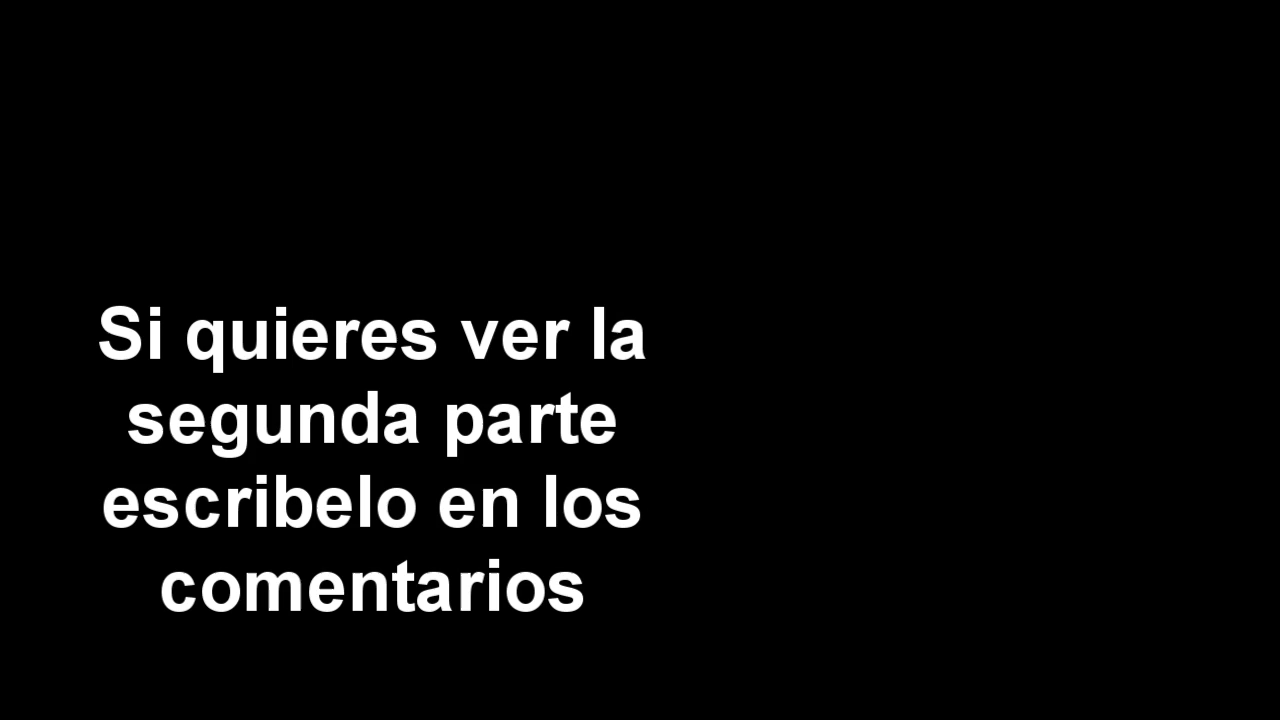 Si quieres ver la
segunda parte
escribelo en los
comentarios